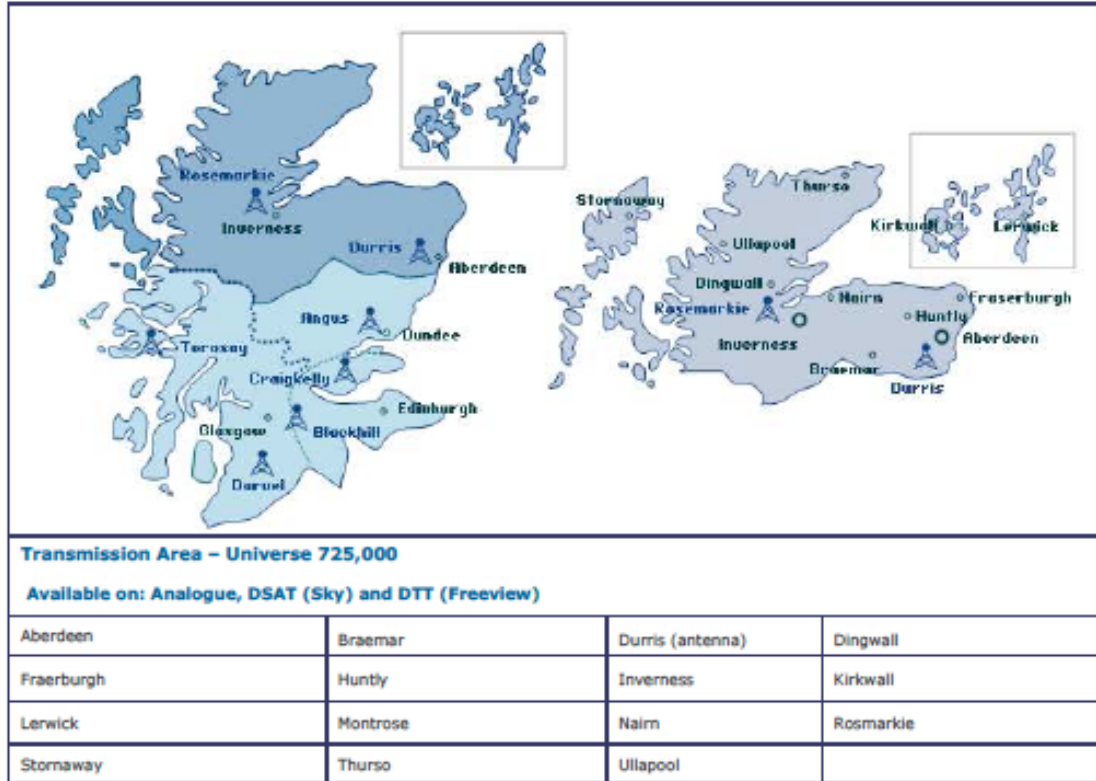 Rosemarkie
Inverness
Durris
Aberdeen
Angus
Dundee
Torosay
Craigkelly
Edinburgh
Glasgow
Blackhill
Darvel
Thurso
Stornaway
Kirkwall
Lerwick
Ullapool
Dingwall
Rosemarkie
Nairn
Fraserburgh
Huntly
Inverness
Aberdeen
Braemar
Durris
Transmission Area – Universe 725,000
Available on: Analogue, DSAT (Sky) and DTT (Freeview)
Aberdeen Braemar Durris (antenna) Dingwall
Fraerburgh Huntly Inverness Kirkwall
Lerwick Montrose Nairn Rosmarkie
Stornaway Thurso Ullapool